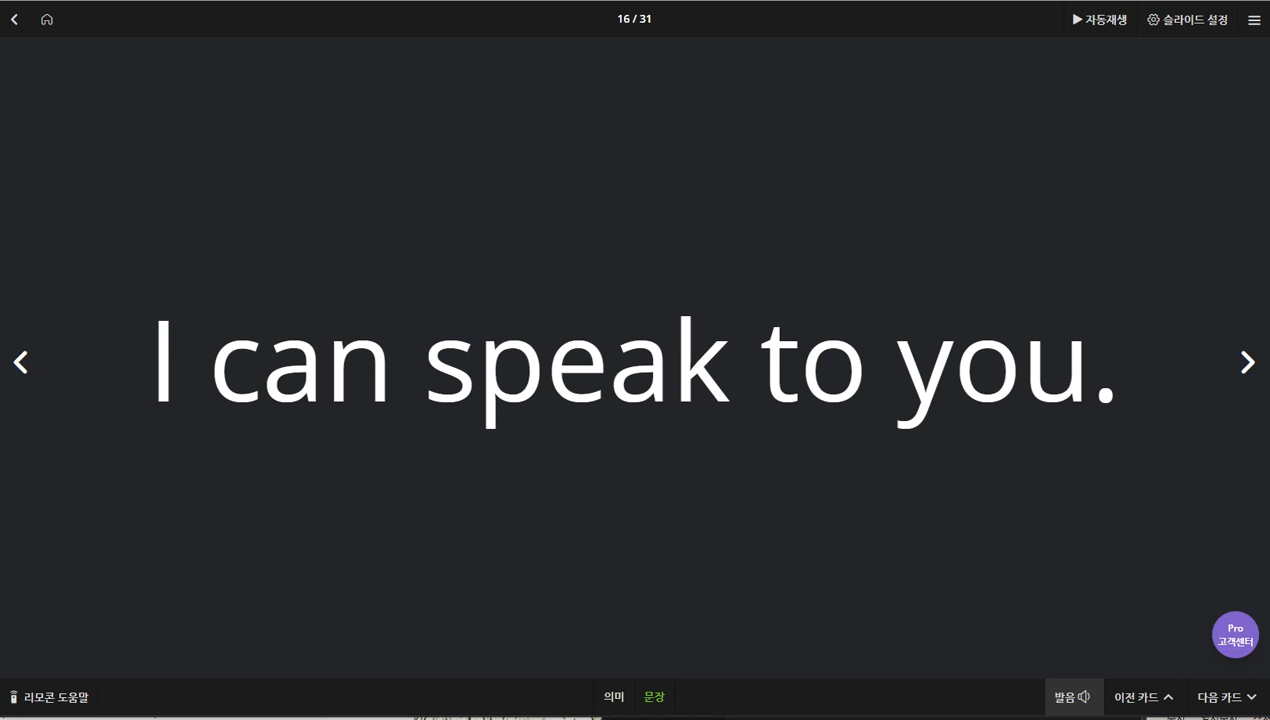 16 / 31
자동재생
슬라이드 설정
I can speak to you.
Pro
고객센터
리모콘 도움말
의미
문장
발음
이전 카드
다음 카드